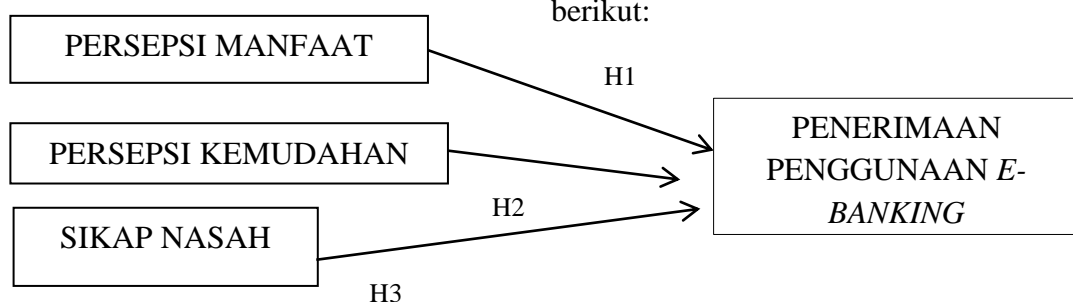 berikut:
PERSEPSI MANFAAT
H1
PERSEPSI KEMUDAHAN
PENERIMAAN
PENGGUNAAN E-
BANKING
H2
SIKAP NASAH
H3